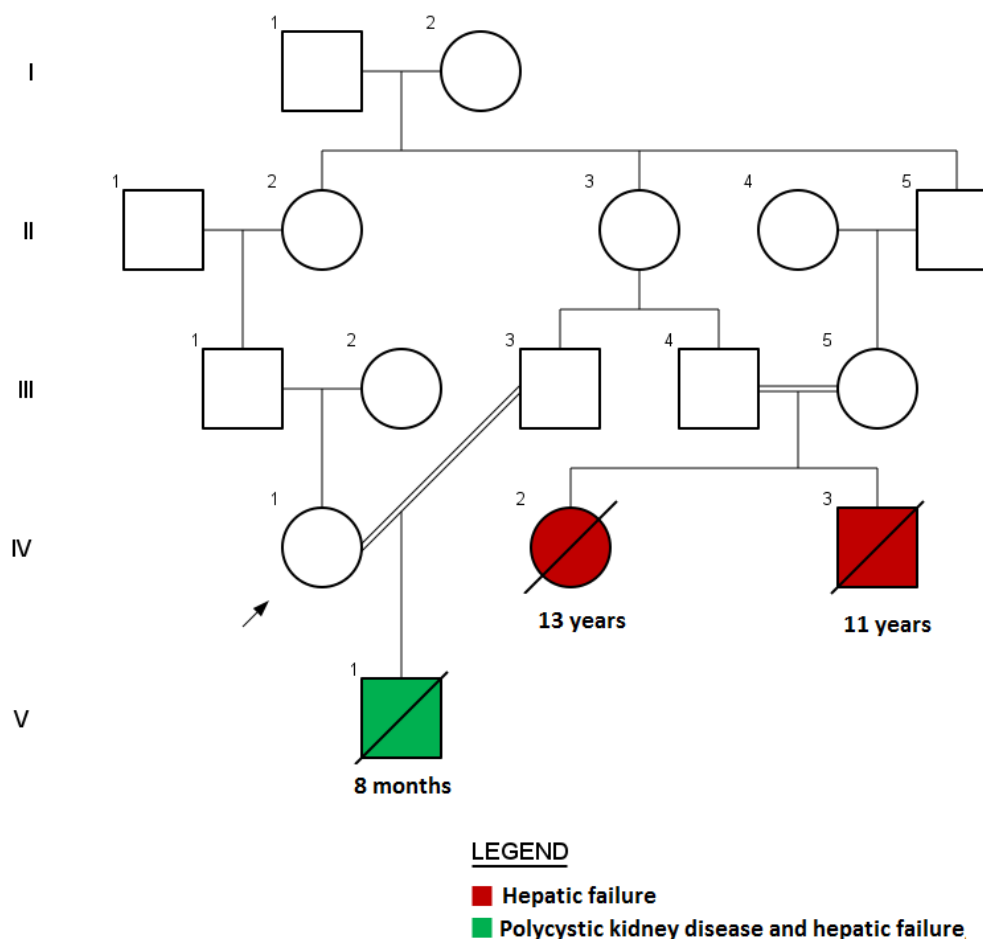 1 2
I
1 2 3 4 5
II
1 2 3 4 5
III
1 2 3
IV
13 years 11 years
1
V
8 months
LEGEND
Hepatic failure
Polycystic kidney disease and hepatic failure